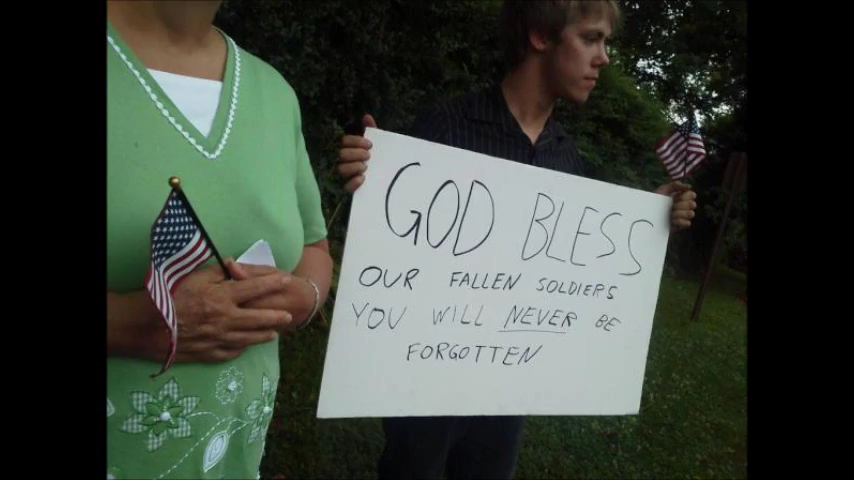 GOD BLESS
OUR FALLEN SOLDIERS
YOU WILL NEVER BE
FORGOTTEN